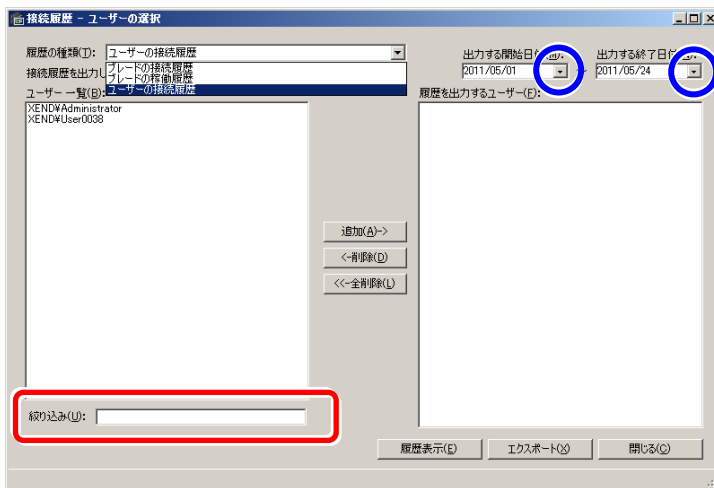 接続履歴 - ユーザーの選択
履歴の種類(T): ユーザーの接続履歴
出力する開始日付
出力する終了日付
接続履歴を出力し
ブレードの接続履歴
ブレードの稼働履歴
ユーザーの接続履歴
2011/05/01 ~ 2011/05/24
ユーザー 一覧(B):
履歴を出力するユーザー(F):
XEND¥Administrator
XEND¥User0038
追加(A)->
<-削除(D)
<<-全削除(L)
絞り込み(U):
履歴表示(E)
エクスポート(X)
閉じる(C)